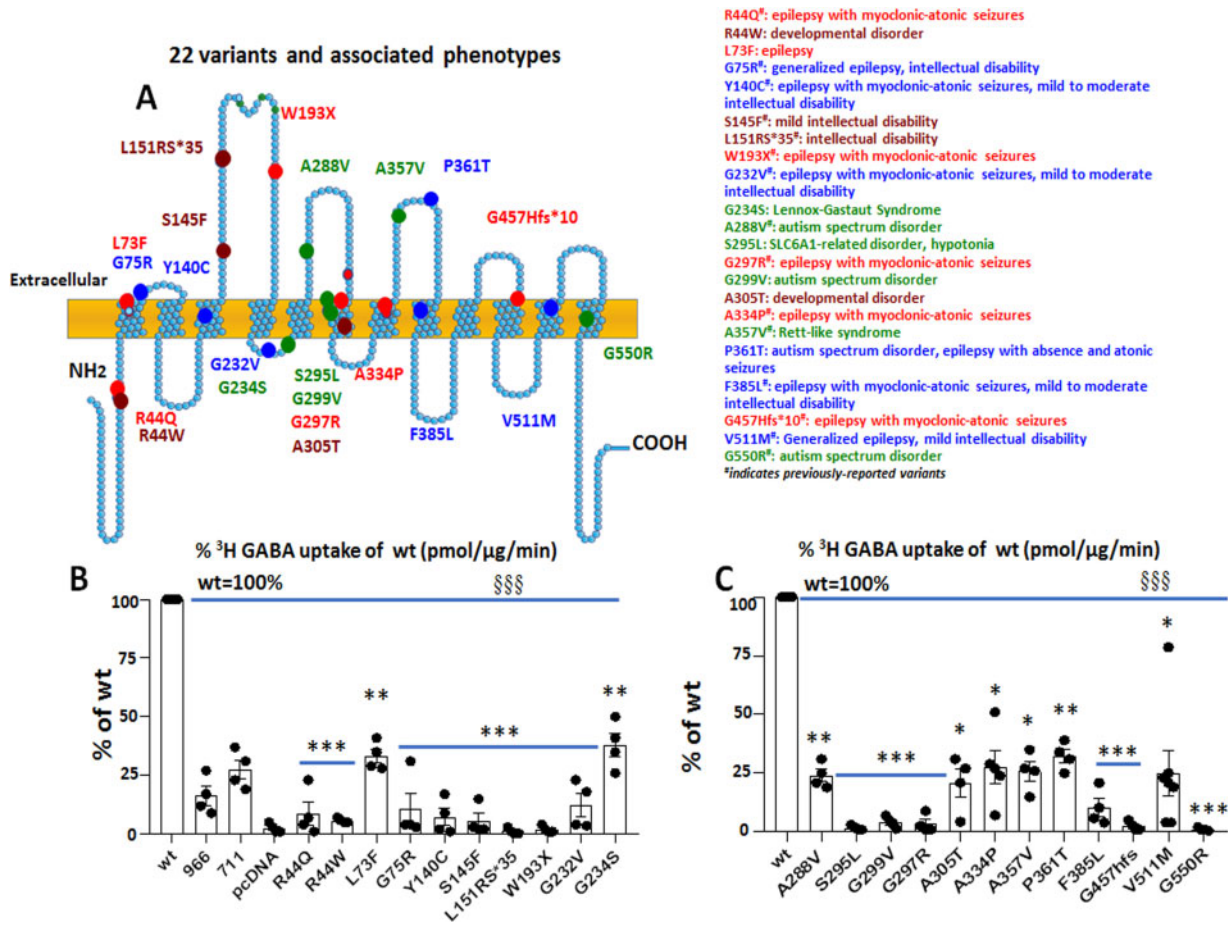 22 variants and associated phenotypes
A
W193X
L151RS*35
A288V
A357V
P361T
S145F
G457Hfs*10
L73F
G75R
Y140C
Extracellular
NH2
R44Q
R44W
G232V
G234S
S295L
G299V
G297R
A305T
A334P
F385L
V511M
G550R
COOH
R44Q#: epilepsy with myoclonic-atonic seizures
R44W: developmental disorder
L73F: epilepsy
G75R#: generalized epilepsy, intellectual disability
Y140C#: epilepsy with myoclonic-atonic seizures, mild to moderate
intellectual disability
S145F#: mild intellectual disability
L151RS*35#: intellectual disability
W193X#: epilepsy with myoclonic-atonic seizures
G232V#: epilepsy with myoclonic-atonic seizures, mild to moderate
intellectual disability
G234S: Lennox-Gastaut Syndrome
A288V#: autism spectrum disorder
S295L: SLC6A1-related disorder, hypotonia
G297R#: epilepsy with myoclonic-atonic seizures
G299V: autism spectrum disorder
A305T: developmental disorder
A334P#: epilepsy with myoclonic-atonic seizures
A357V#: Rett-like syndrome
P361T: autism spectrum disorder, epilepsy with absence and atonic
seizures
F385L#: epilepsy with myoclonic-atonic seizures, mild to moderate
intellectual disability
G457Hfs*10#: epilepsy with myoclonic-atonic seizures
V511M#: Generalized epilepsy, mild intellectual disability
G550R#: autism spectrum disorder
#indicates previously-reported variants
% ³H GABA uptake of wt (pmol/µg/min)
B
wt=100%
§§§
100
75
50
25
0
% of wt
***
**
***
**
wt
966
711
pcDNA
R44Q
R44W
L73F
G75R
Y140C
S145F
L151RS*35
W193X
G232V
G234S
% ³H GABA uptake of wt (pmol/µg/min)
C
wt=100%
§§§
100
75
50
25
0
% of wt
**
***
*
*
*
**
***
*
***
wt
A288V
S295L
G299V
G297R
A305T
A334P
A357V
P361T
F385L
G457hfs
V511M
G550R